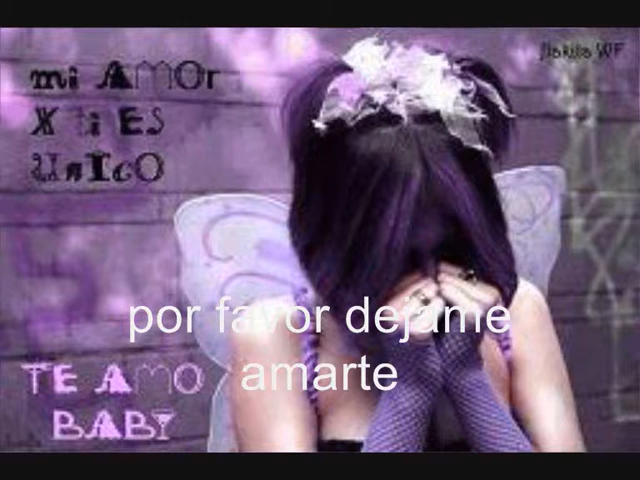 mi AMOr
X ti ES
UnIcO
por favor dejame
amarte
TE AMO
BABY